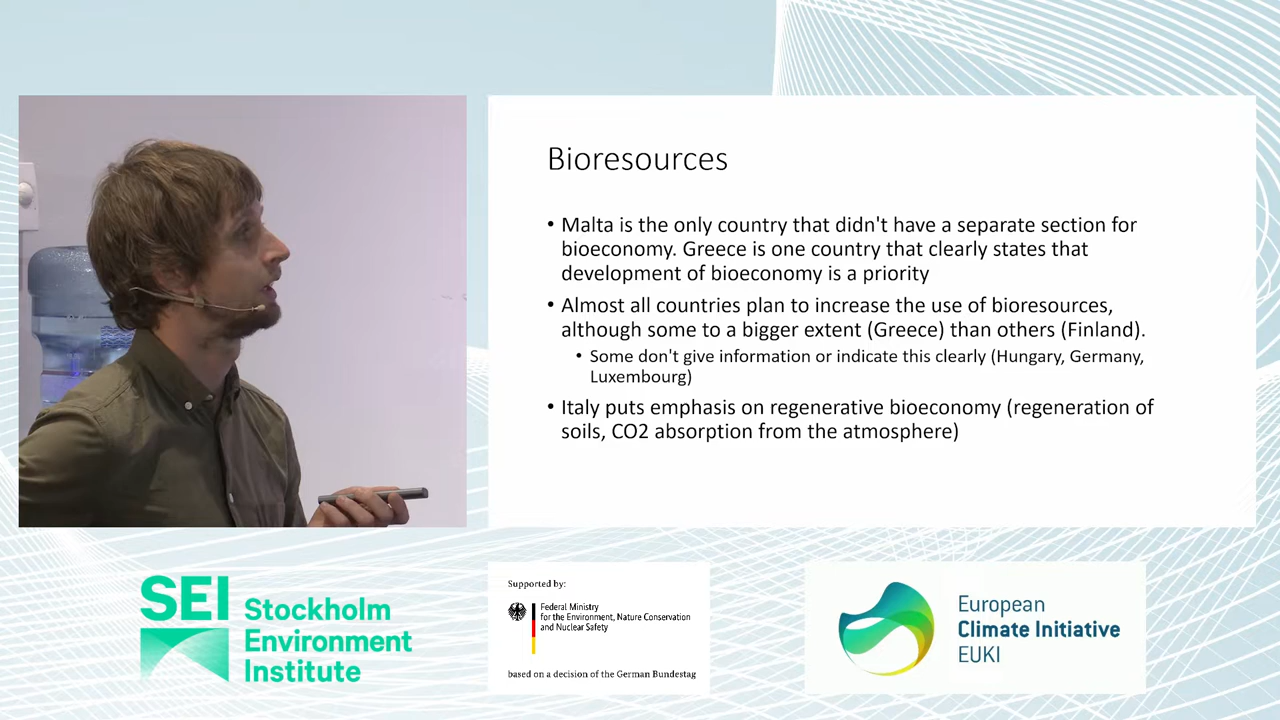 Bioresources
• Malta is the only country that didn't have a separate section for
bioeconomy. Greece is one country that clearly states that
development of bioeconomy is a priority
• Almost all countries plan to increase the use of bioresources,
although some to a bigger extent (Greece) than others (Finland).
• Some don't give information or indicate this clearly (Hungary, Germany,
Luxembourg)
• Italy puts emphasis on regenerative bioeconomy (regeneration of
soils, CO2 absorption from the atmosphere)
SEI Stockholm
Environment
Institute
Supported by:
Federal Ministry
for the Environment, Nature Conservation
and Nuclear Safety
based on a decision of the German Bundestag
European
Climate Initiative
EUKI